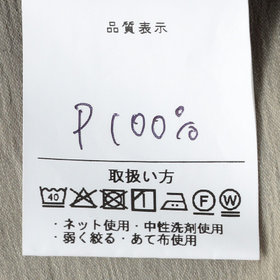 品質表示
P100%
取扱い方
40 F W
・ネット使用・中性洗剤使用
・弱く絞る・あて布使用